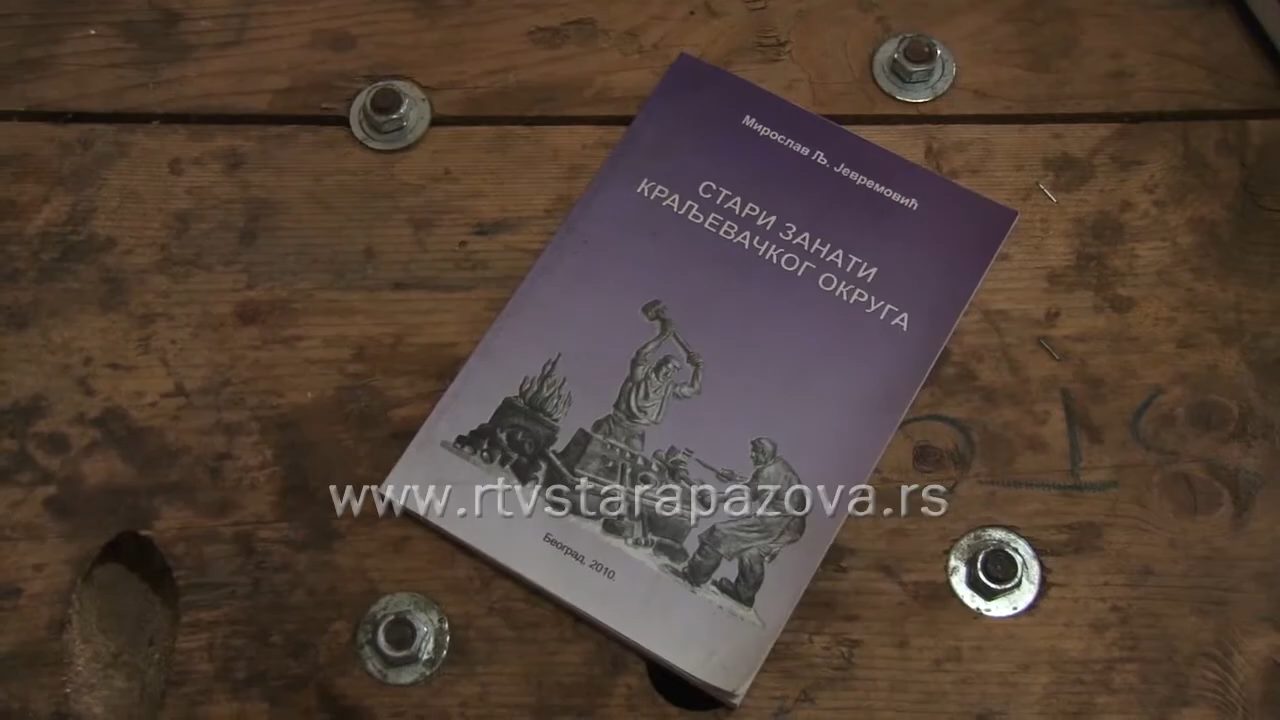 Мирослав Љ. Јевремовић
СТАРИ ЗАНАТИ
КРАЉЕВАЧКОГ ОКРУГА
www.rtvstarapazova.rs
Београд, 2010.